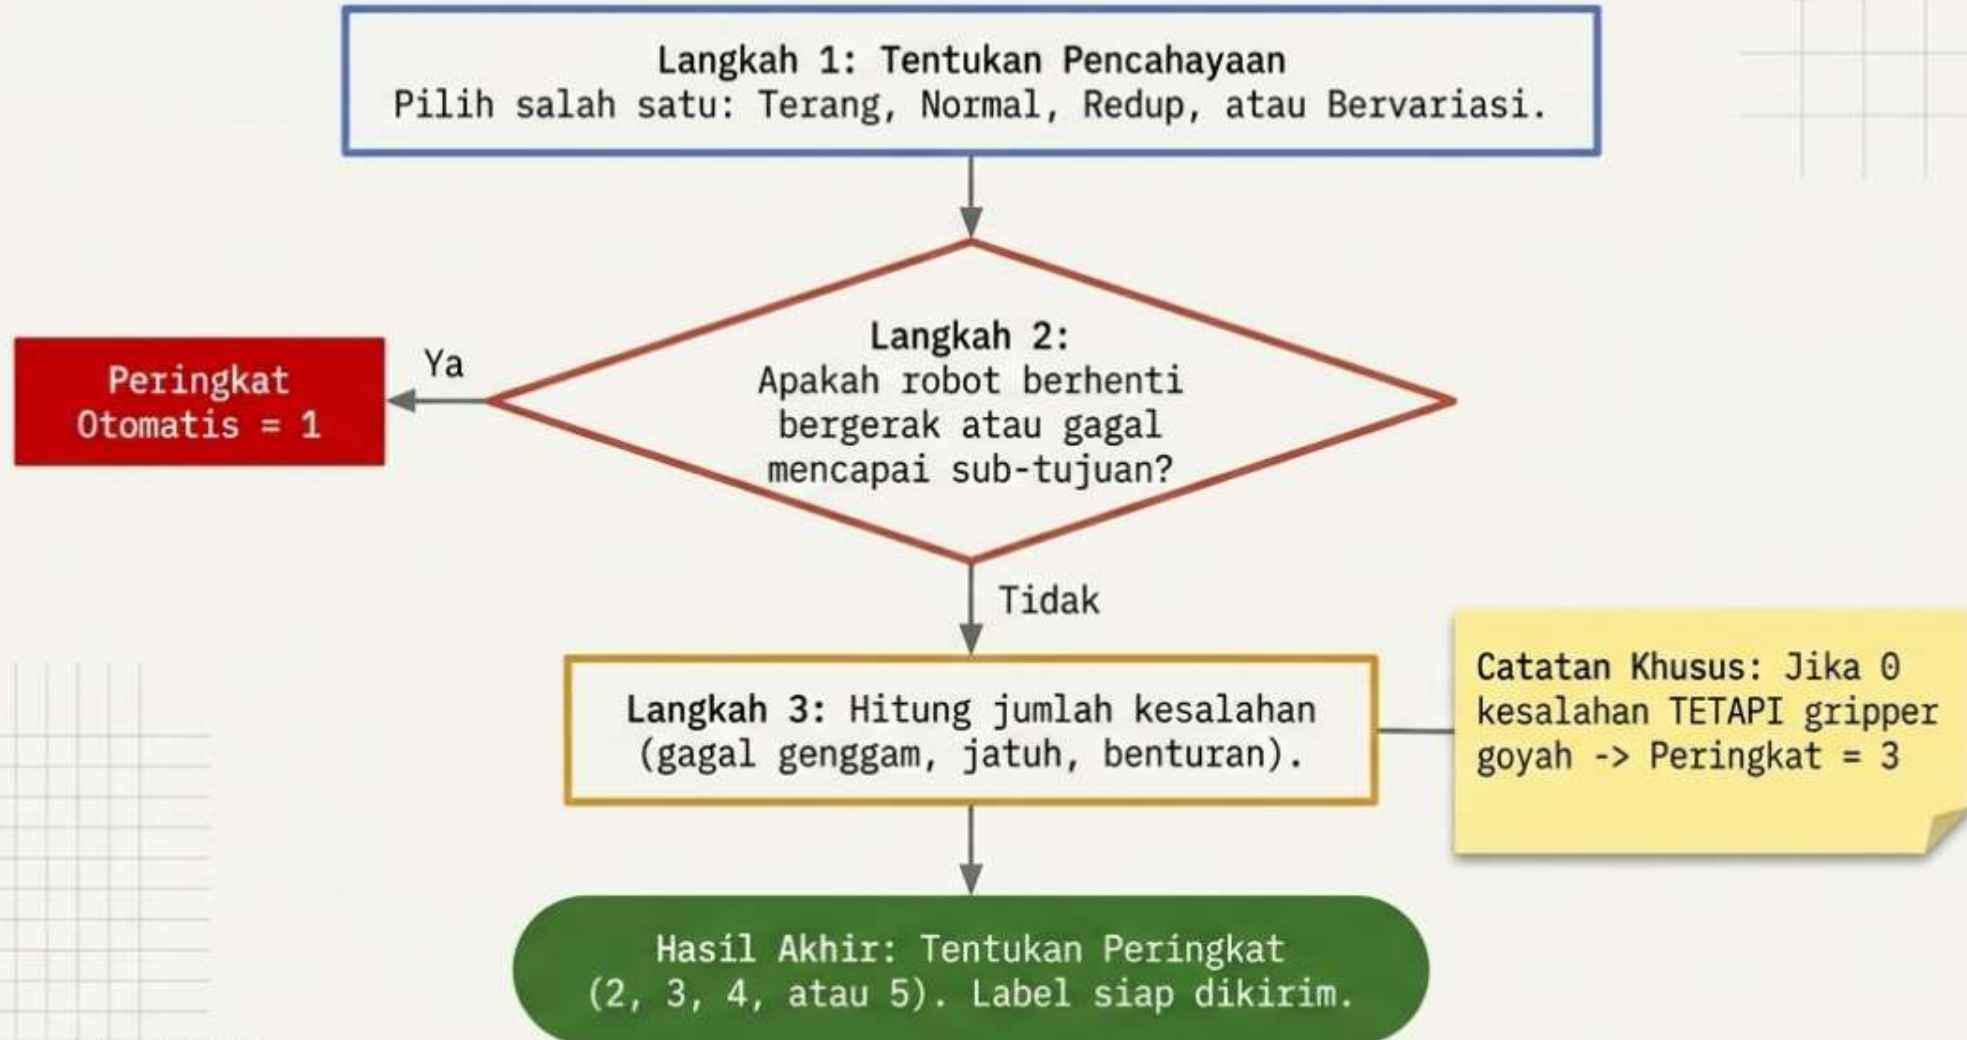 Langkah 1: Tentukan Pencahayaan
Pilih salah satu: Terang, Normal, Redup, atau Bervariasi.
Langkah 2:
Apakah robot berhenti
bergerak atau gagal
mencapai sub-tujuan?
Ya
Peringkat
Otomatis = 1
Tidak
Langkah 3: Hitung jumlah kesalahan
(gagal genggam, jatuh, benturan).
Catatan Khusus: Jika 0
kesalahan TETAPI gripper
goyah -> Peringkat = 3
Hasil Akhir: Tentukan Peringkat
(2, 3, 4, atau 5). Label siap dikirim.